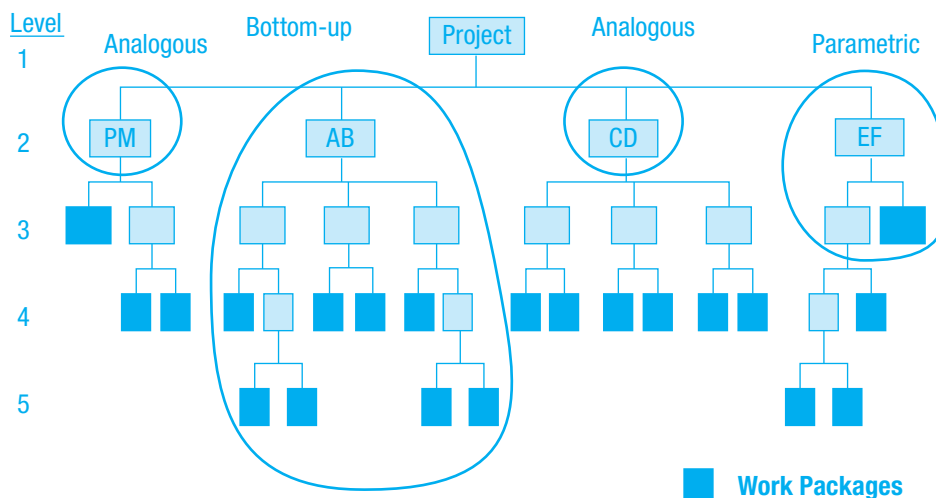 Level
Analogous
Bottom-up
Project
Analogous
Parametric
1
2
PM
AB
CD
EF
3
4
5
Work Packages